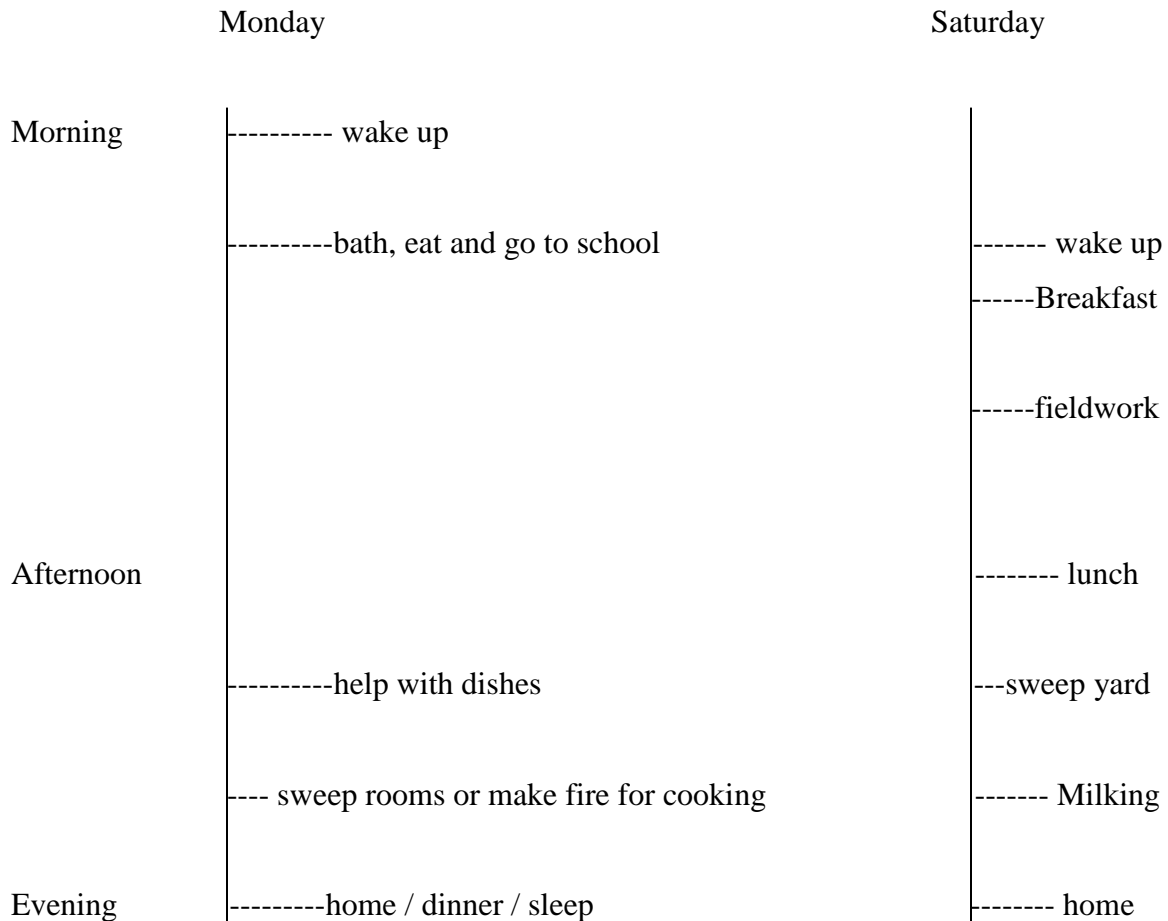 Monday Saturday
Morning ---------- wake up
----------bath, eat and go to school ------- wake up
------Breakfast
------fieldwork
Afternoon -------- lunch
----------help with dishes ---sweep yard
---- sweep rooms or make fire for cooking ------- Milking
Evening ---------home / dinner / sleep -------- home